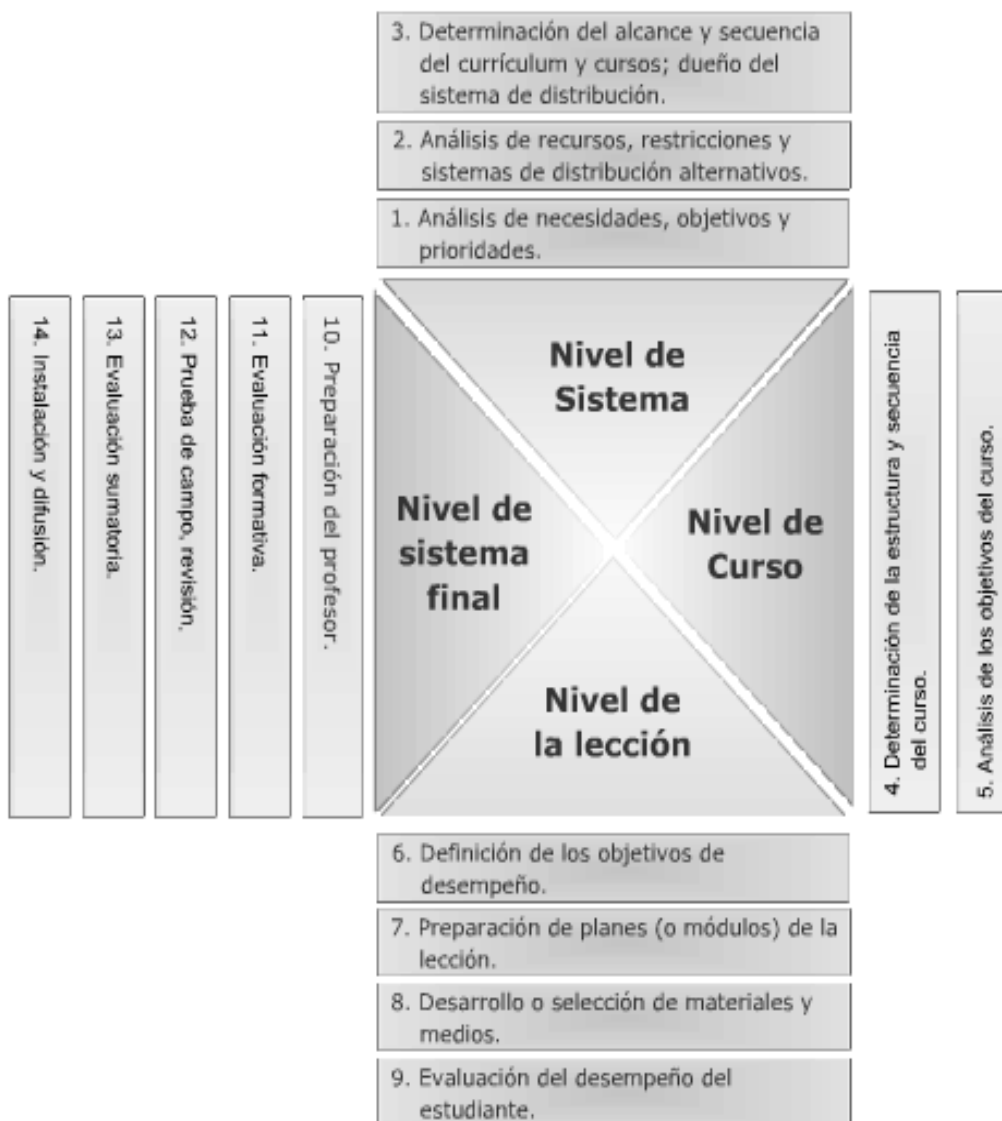 3. Determinación del alcance y secuencia
del currículum y cursos; dueño del
sistema de distribución.
2. Análisis de recursos, restricciones y
sistemas de distribución alternativos.
1. Análisis de necesidades, objetivos y
prioridades.
14. Instalación y difusión.
13. Evaluación sumatoria.
12. Prueba de campo, revisión.
11. Evaluación formativa.
10. Preparación del profesor.
Nivel de
Sistema
Nivel de
sistema
final
Nivel de
Curso
Nivel de
la lección
4. Determinación de la estructura y secuencia
del curso.
5. Análisis de los objetivos del curso.
6. Definición de los objetivos de
desempeño.
7. Preparación de planes (o módulos) de la
lección.
8. Desarrollo o selección de materiales y
medios.
9. Evaluación del desempeño del
estudiante.